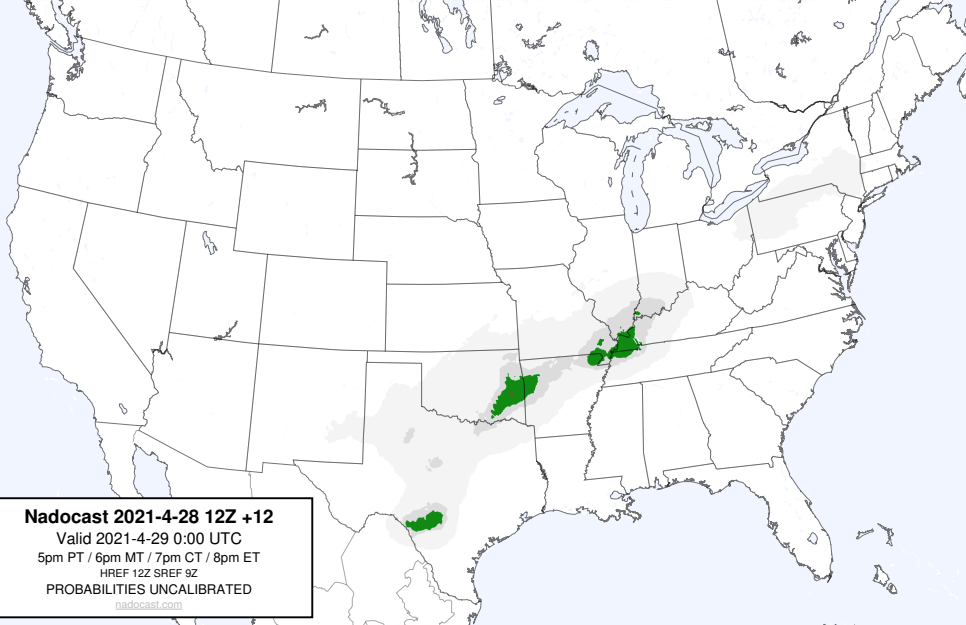 Nadocast 2021-4-28 12Z +12
Valid 2021-4-29 0:00 UTC
5pm PT / 6pm MT / 7pm CT / 8pm ET
HREF 12Z SREF 9Z
PROBABILITIES UNCALIBRATED
nadocast.com